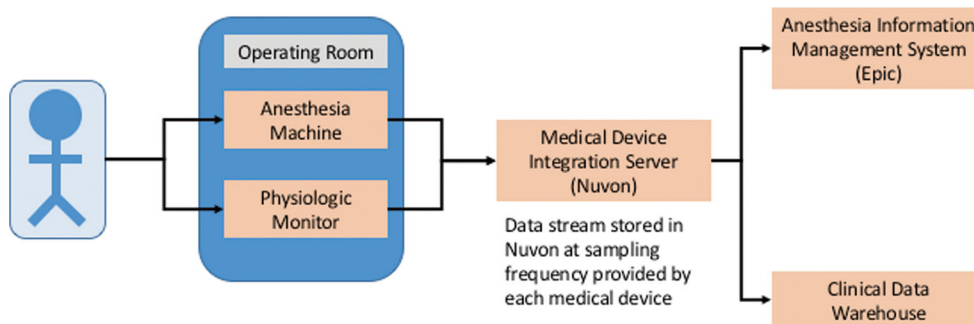 Operating Room
Anesthesia
Machine
Physiologic
Monitor
Medical Device
Integration Server
(Nuvon)
Data stream stored in
Nuvon at sampling
frequency provided by
each medical device
Anesthesia Information
Management System
(Epic)
Clinical Data
Warehouse